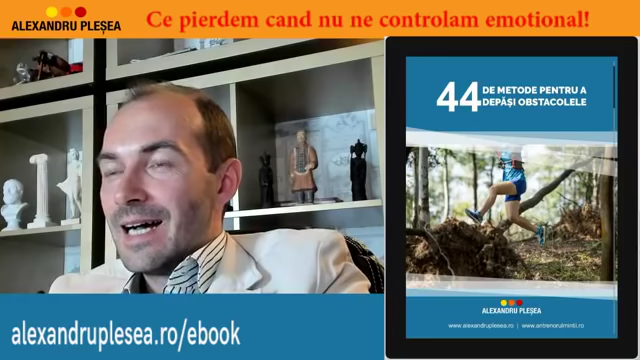 ALEXANDRU PLEȘEA
Ce pierdem cand nu ne controlam emotional!
44 DE METODE PENTRU A
DEPĂȘI OBSTACOLELE
ALEXANDRU PLEȘEA
www.alexandruplesea.ro | www.antrenorulmintii.ro
alexandruplesea.ro/ebook